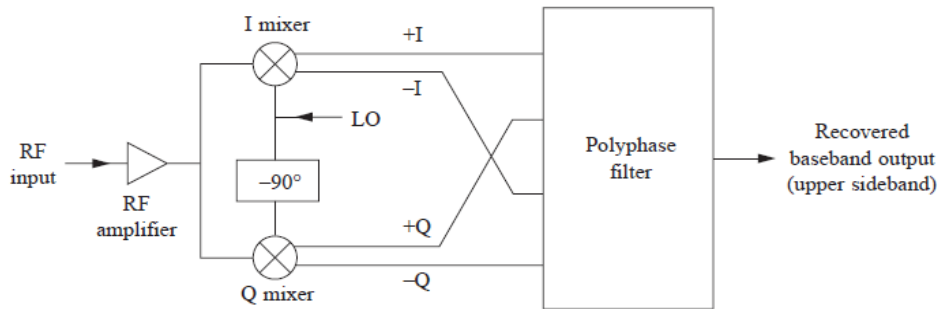 I mixer
+I
−I
LO
RF
input
−90°
RF
amplifier
+Q
−Q
Q mixer
Polyphase
filter
Recovered
baseband output
(upper sideband)